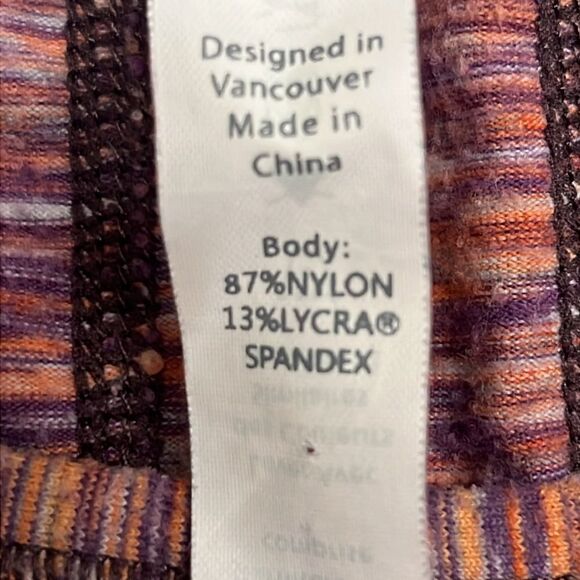 Designed in
Vancouver
Made in
China
Body:
87%NYLON
13%LYCRA®
SPANDEX